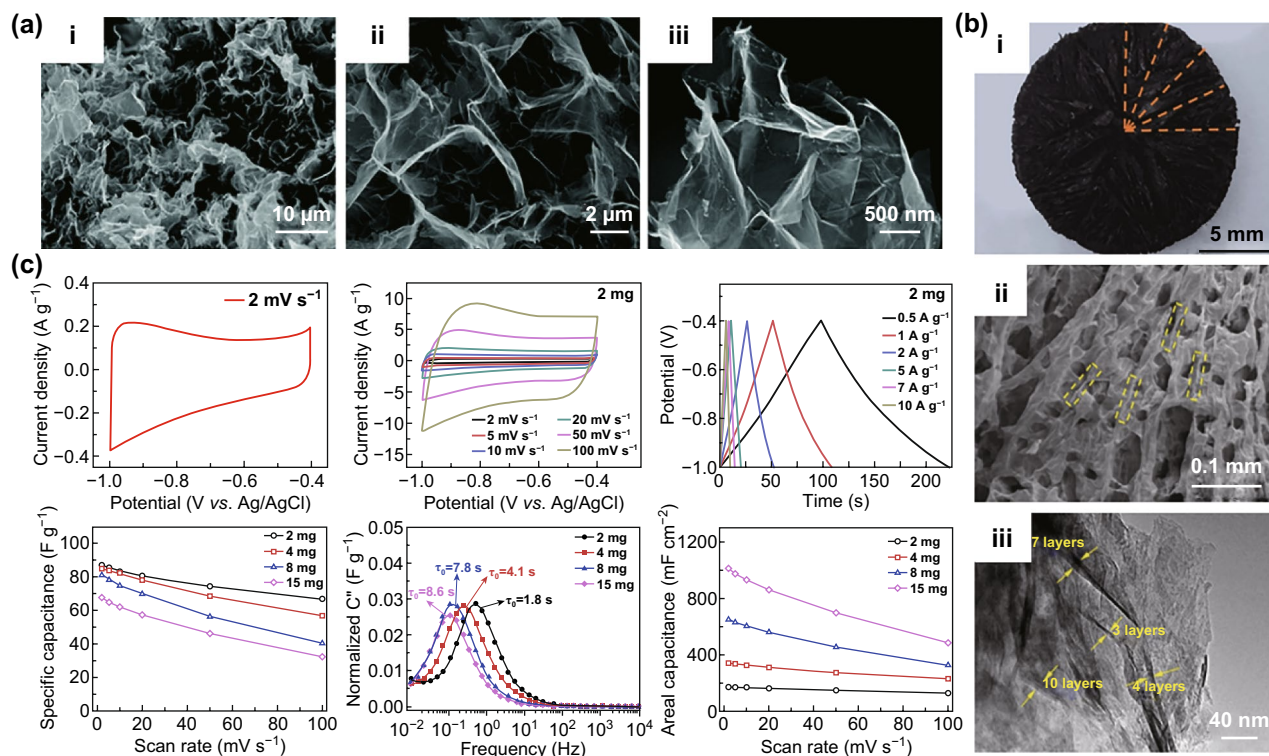 (a)
i
ii
iii
10 µm
2 µm
500 nm
(b)
i
5 mm
ii
0.1 mm
iii
7 layers
3 layers
10 layers
4 layers
40 nm
(c)
Current density (A g⁻¹)
0.4
0.2
0.0
−0.2
−0.4
2 mV s⁻¹
−1.0 −0.8 −0.6 −0.4
Potential (V vs. Ag/AgCl)
Current density (A g⁻¹)
10
5
0
−5
−10
−15
2 mg
2 mV s⁻¹ 20 mV s⁻¹
5 mV s⁻¹ 50 mV s⁻¹
10 mV s⁻¹ 100 mV s⁻¹
−1.0 −0.8 −0.6 −0.4
Potential (V vs. Ag/AgCl)
Potential (V)
−0.2
−0.4
−0.6
−0.8
−1.0
2 mg
0.5 A g⁻¹
1 A g⁻¹
2 A g⁻¹
5 A g⁻¹
7 A g⁻¹
10 A g⁻¹
0 50 100 150 200
Time (s)
Specific capacitance (F g⁻¹)
100
80
60
40
20
0
2 mg
4 mg
8 mg
15 mg
0 20 40 60 80 100
Scan rate (mV s⁻¹)
Normalized C" (F g⁻¹)
0.05
0.04
0.03
0.02
0.01
0.00
τ₀=7.8 s
τ₀=4.1 s
τ₀=8.6 s
τ₀=1.8 s
2 mg
4 mg
8 mg
15 mg
10⁻² 10⁻¹ 10⁰ 10¹ 10² 10³ 10⁴
Frequency (Hz)
Areal capacitance (mF cm⁻²)
1200
800
400
0
2 mg
4 mg
8 mg
15 mg
0 20 40 60 80 100
Scan rate (mV s⁻¹)